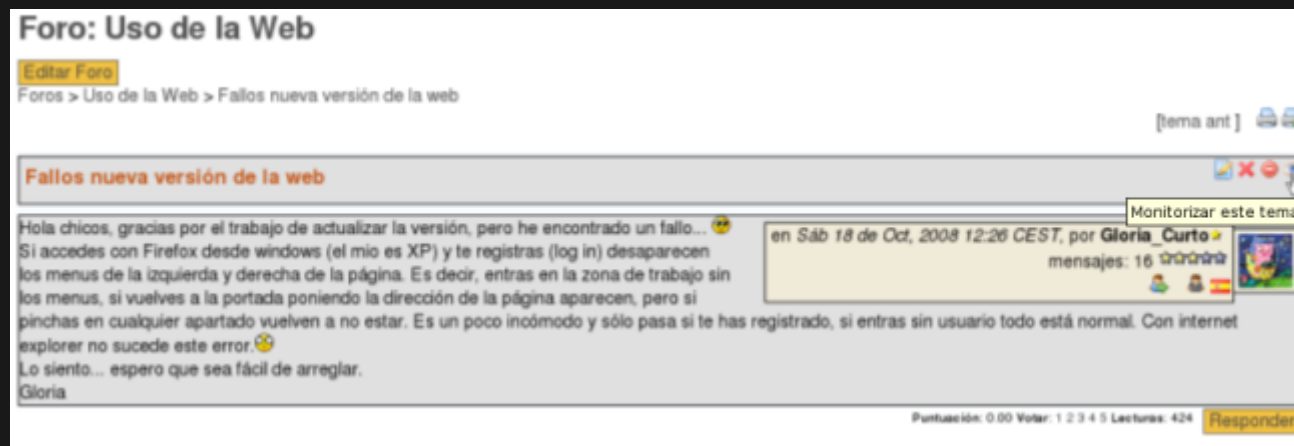 Foro: Uso de la Web
Editar Foro
Foros > Uso de la Web > Fallos nueva versión de la web
[tema ant ]
Fallos nueva versión de la web
Monitorizar este tema
Hola chicos, gracias por el trabajo de actualizar la versión, pero he encontrado un fallo...
Si accedes con Firefox desde windows (el mio es XP) y te registras (log in) desaparecen
los menus de la izquierda y derecha de la página. Es decir, entras en la zona de trabajo sin
los menus, si vuelves a la portada poniendo la dirección de la página aparecen, pero si
pinchas en cualquier apartado vuelven a no estar. Es un poco incómodo y sólo pasa si te has registrado, si entras sin usuario todo está normal. Con internet
explorer no sucede este error.
Lo siento... espero que sea fácil de arreglar.
Gloria
en Sáb 18 de Oct, 2008 12:26 CEST, por Gloria_Curto
mensajes: 16
Puntuación: 0.00 Votar: 1 2 3 4 5 Lecturas: 424
Responder